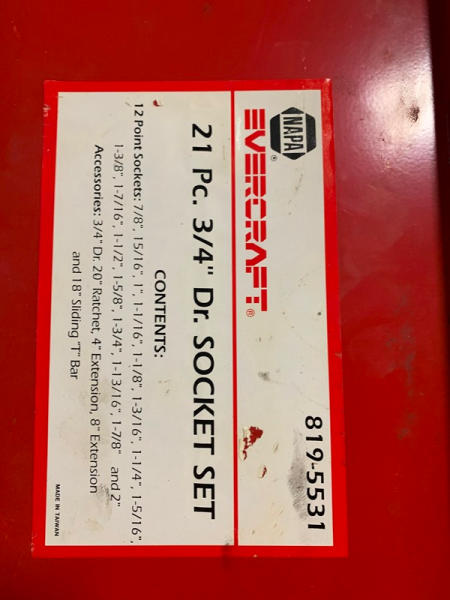 NAPA®
EVERCRAFT®
819-5531
21 Pc. 3/4" Dr. SOCKET SET
CONTENTS:
12 Point Sockets: 7/8", 15/16", 1", 1-1/16", 1-1/8", 1-3/16", 1-1/4", 1-5/16",
1-3/8", 1-7/16", 1-1/2", 1-5/8", 1-3/4", 1-13/16", 1-7/8" and 2"
Accessories: 3/4" Dr. 20" Ratchet, 4" Extension, 8" Extension
and 18" Sliding "T" Bar
MADE IN TAIWAN